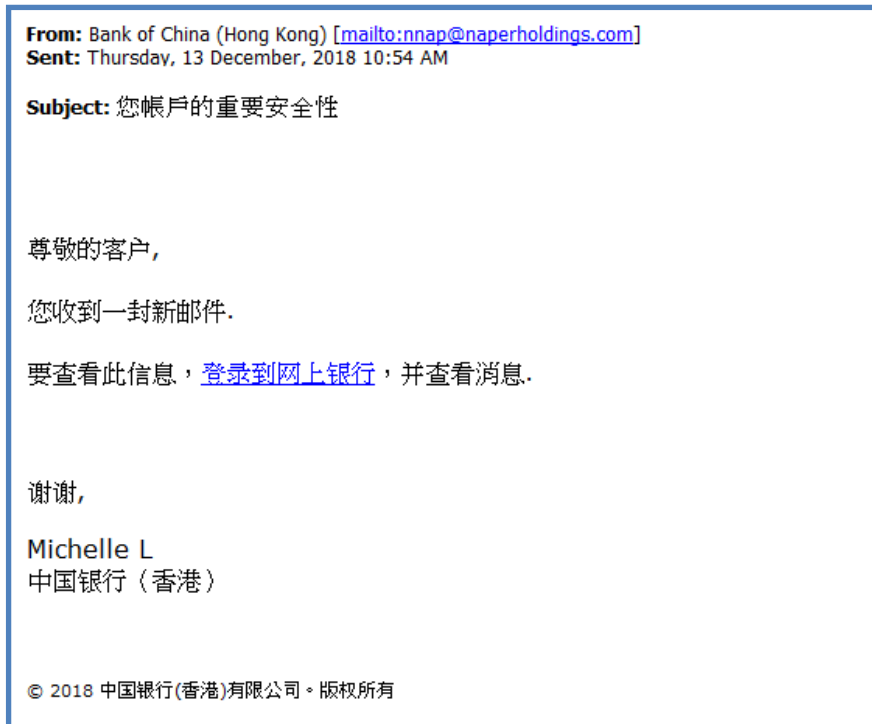 From: Bank of China (Hong Kong) [mailto:nnap@naperholdings.com]
Sent: Thursday, 13 December, 2018 10:54 AM
Subject: 您帳戶的重要安全性
尊敬的客户,
您收到一封新邮件.
要查看此信息，登录到网上银行，并查看消息.
谢谢,
Michelle L
中国银行（香港）
© 2018 中国银行(香港)有限公司。版权所有